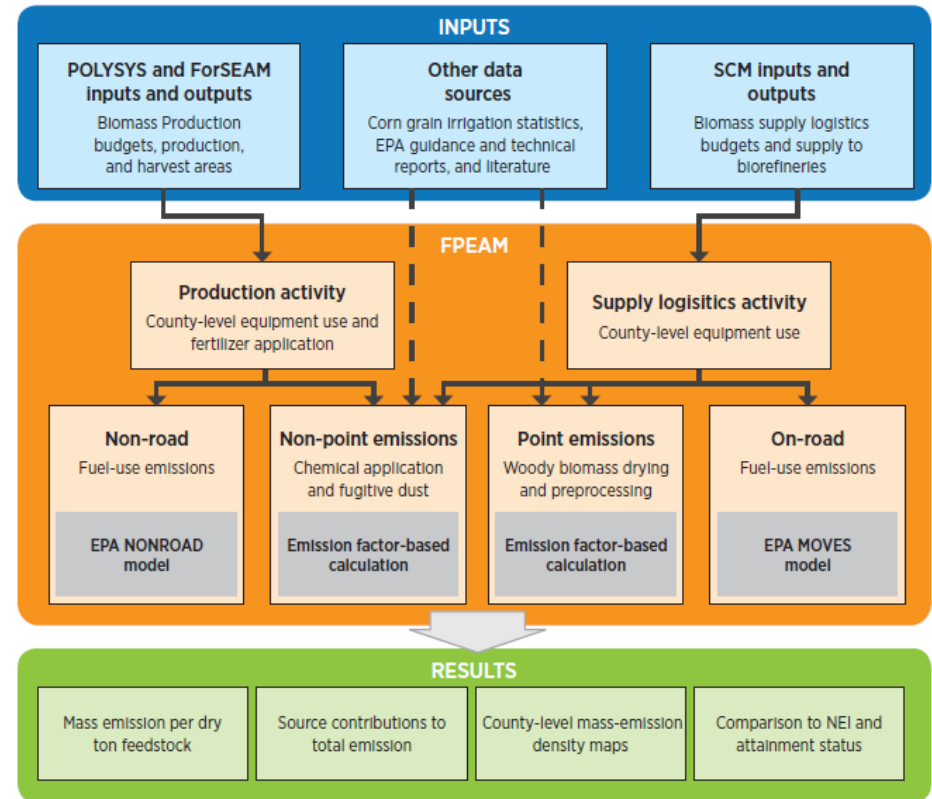 INPUTS
POLYSYS and ForSEAM
inputs and outputs
Biomass Production
budgets, production,
and harvest areas
Other data
sources
Corn grain irrigation statistics,
EPA guidance and technical
reports, and literature
SCM inputs and
outputs
Biomass supply logistics
budgets and supply to
biorefineries
FPEAM
Production activity
County-level equipment use and
fertilizer application
Supply logisitics activity
County-level equipment use
Non-road
Fuel-use emissions
EPA NONROAD
model
Non-point emissions
Chemical application
and fugitive dust
Emission factor-based
calculation
Point emissions
Woody biomass drying
and preprocessing
Emission factor-based
calculation
On-road
Fuel-use emissions
EPA MOVES
model
RESULTS
Mass emission per dry
ton feedstock
Source contributions to
total emission
County-level mass-emission
density maps
Comparison to NEI and
attainment status